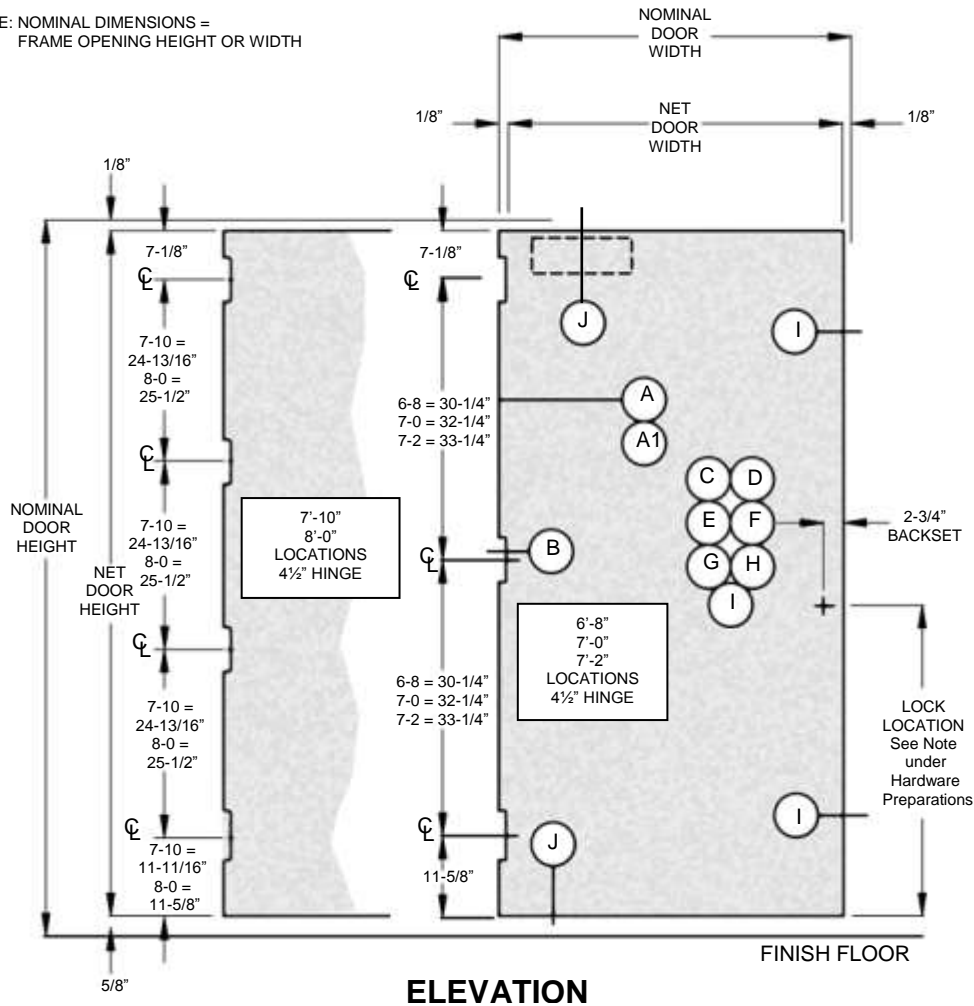 E: NOMINAL DIMENSIONS =
FRAME OPENING HEIGHT OR WIDTH
NOMINAL
DOOR
WIDTH
1/8”
NET
DOOR
WIDTH
1/8”
1/8”
7-1/8”
7-1/8”
℄
℄
J
I
7-10 =
24-13/16”
8-0 =
25-1/2”
6-8 = 30-1/4”
7-0 = 32-1/4”
7-2 = 33-1/4”
A
A1
℄
C
D
E
F
G
H
I
2-3/4”
BACKSET
NOMINAL
DOOR
HEIGHT
NET
DOOR
HEIGHT
7-10 =
24-13/16”
8-0 =
25-1/2”
7’-10”
8’-0”
LOCATIONS
4½” HINGE
℄
B
6’-8”
7’-0”
7’-2”
LOCATIONS
4½” HINGE
℄
7-10 =
24-13/16”
8-0 =
25-1/2”
6-8 = 30-1/4”
7-0 = 32-1/4”
7-2 = 33-1/4”
LOCK
LOCATION
See Note
under
Hardware
Preparations
℄
℄
J
I
7-10 =
11-11/16”
8-0 =
11-5/8”
11-5/8”
5/8”
FINISH FLOOR
ELEVATION